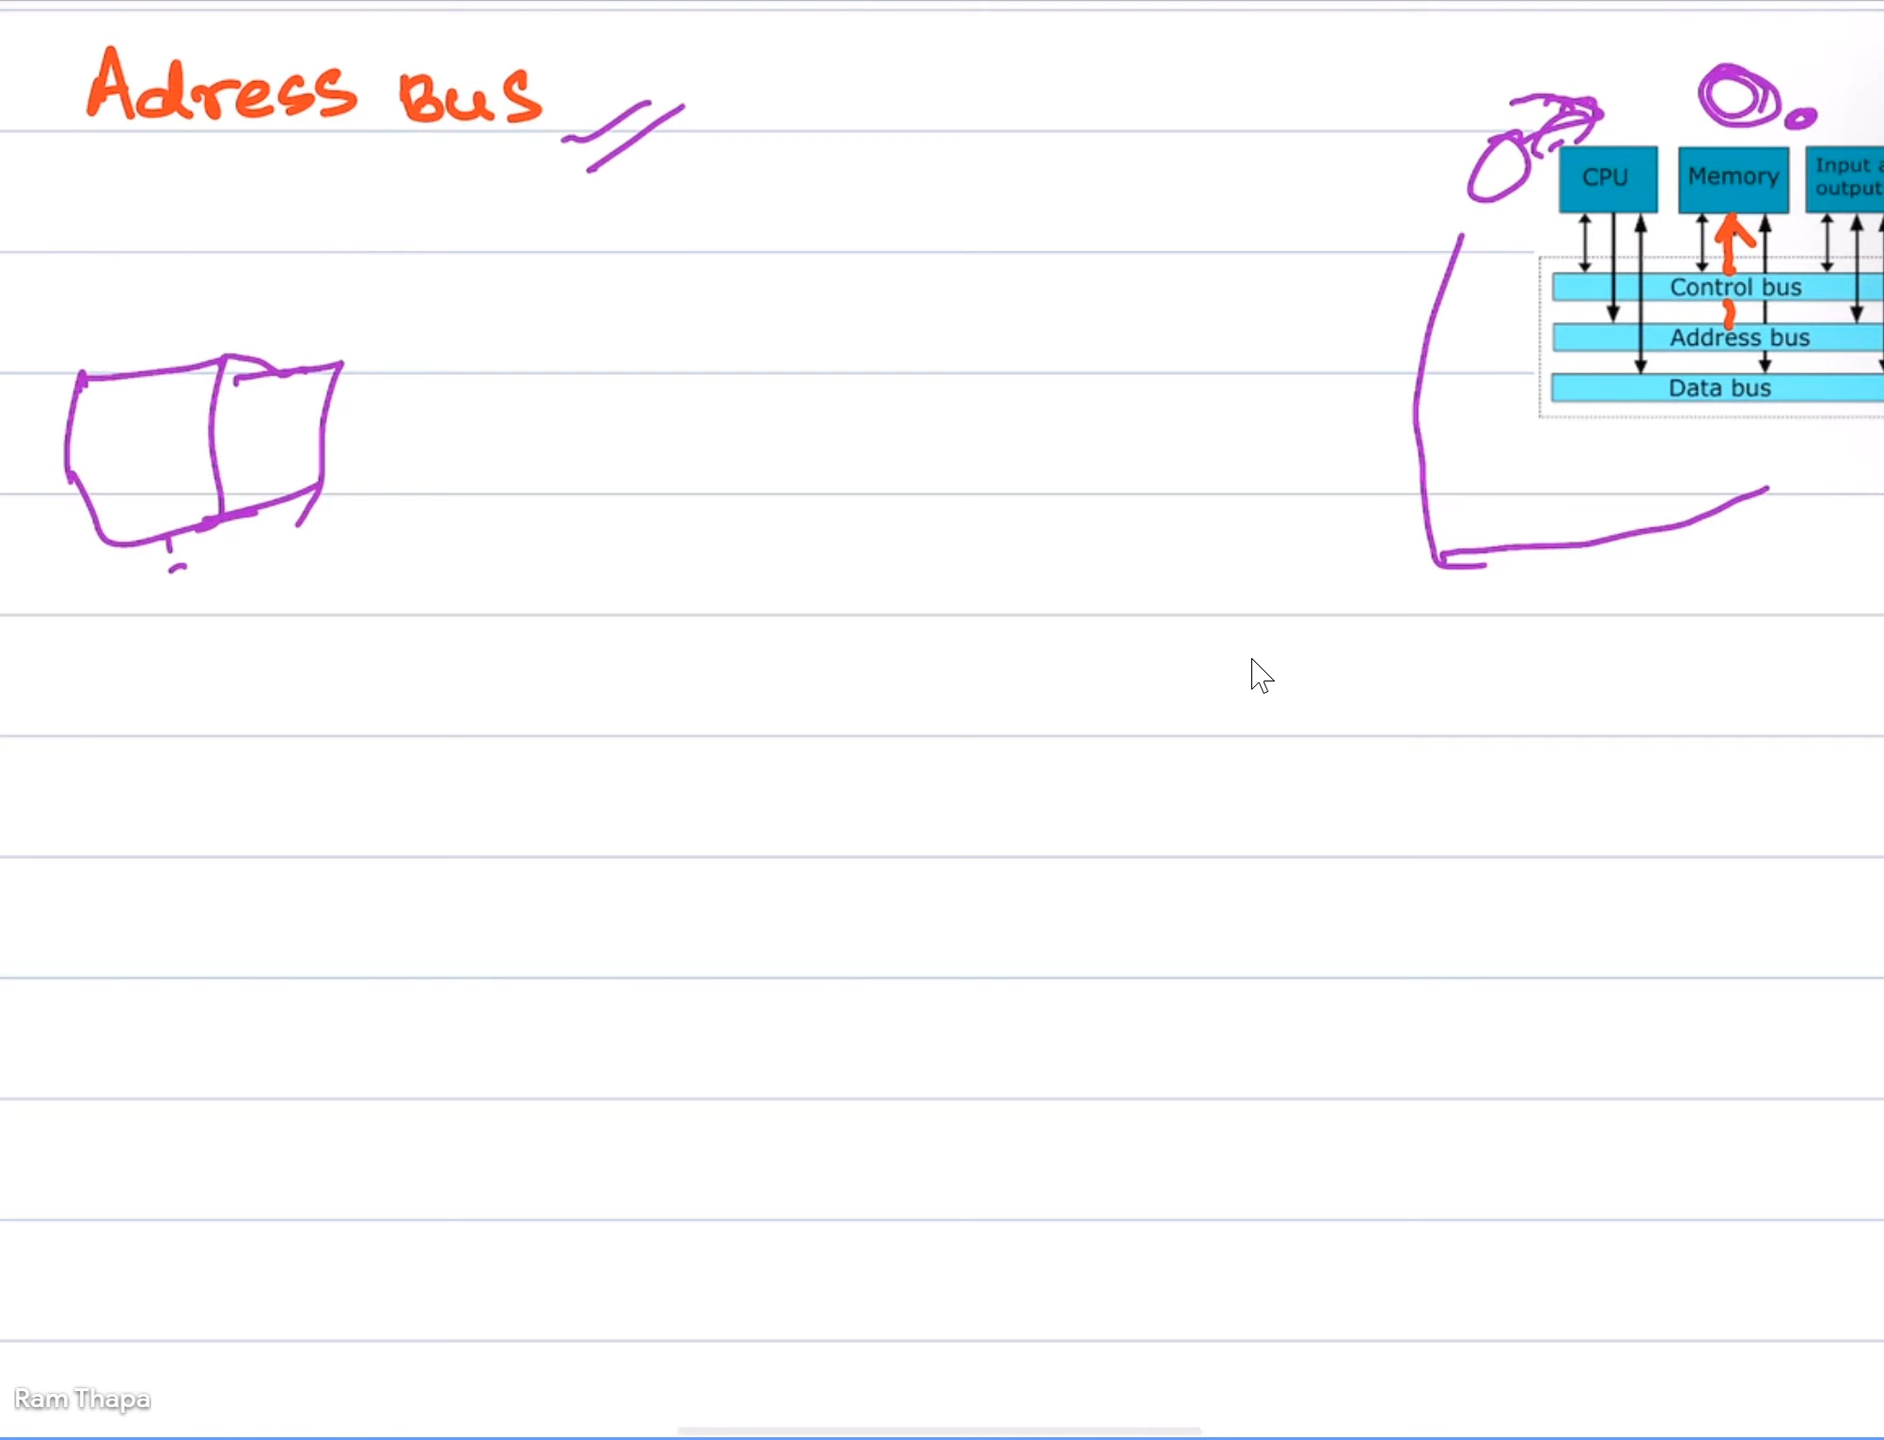 Adress Bus
CPU
Memory
Input a
output
Control bus
Address bus
Data bus
Ram Thapa